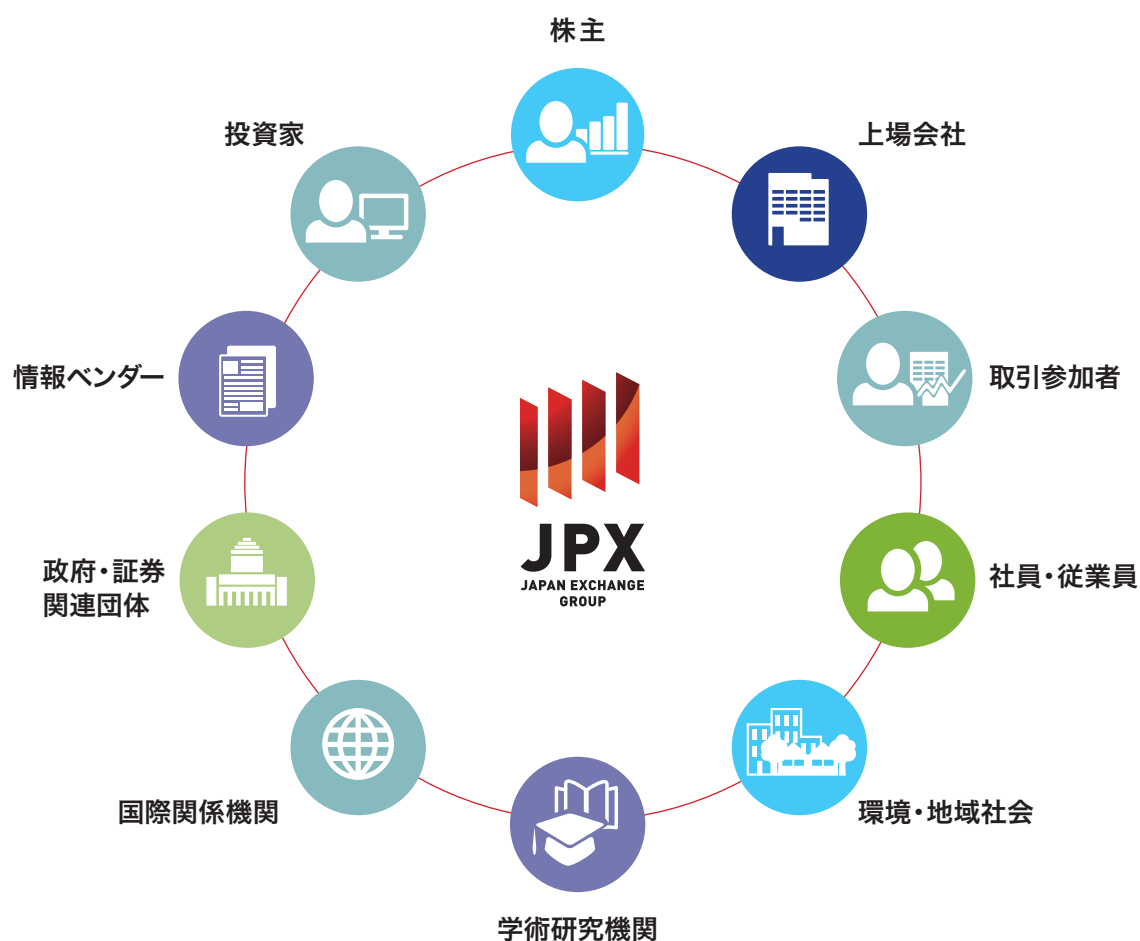 株主
投資家
上場会社
情報ベンダー
取引参加者
JPX
JAPAN EXCHANGE
GROUP
政府・証券
関連団体
社員・従業員
国際関係機関
環境・地域社会
学術研究機関